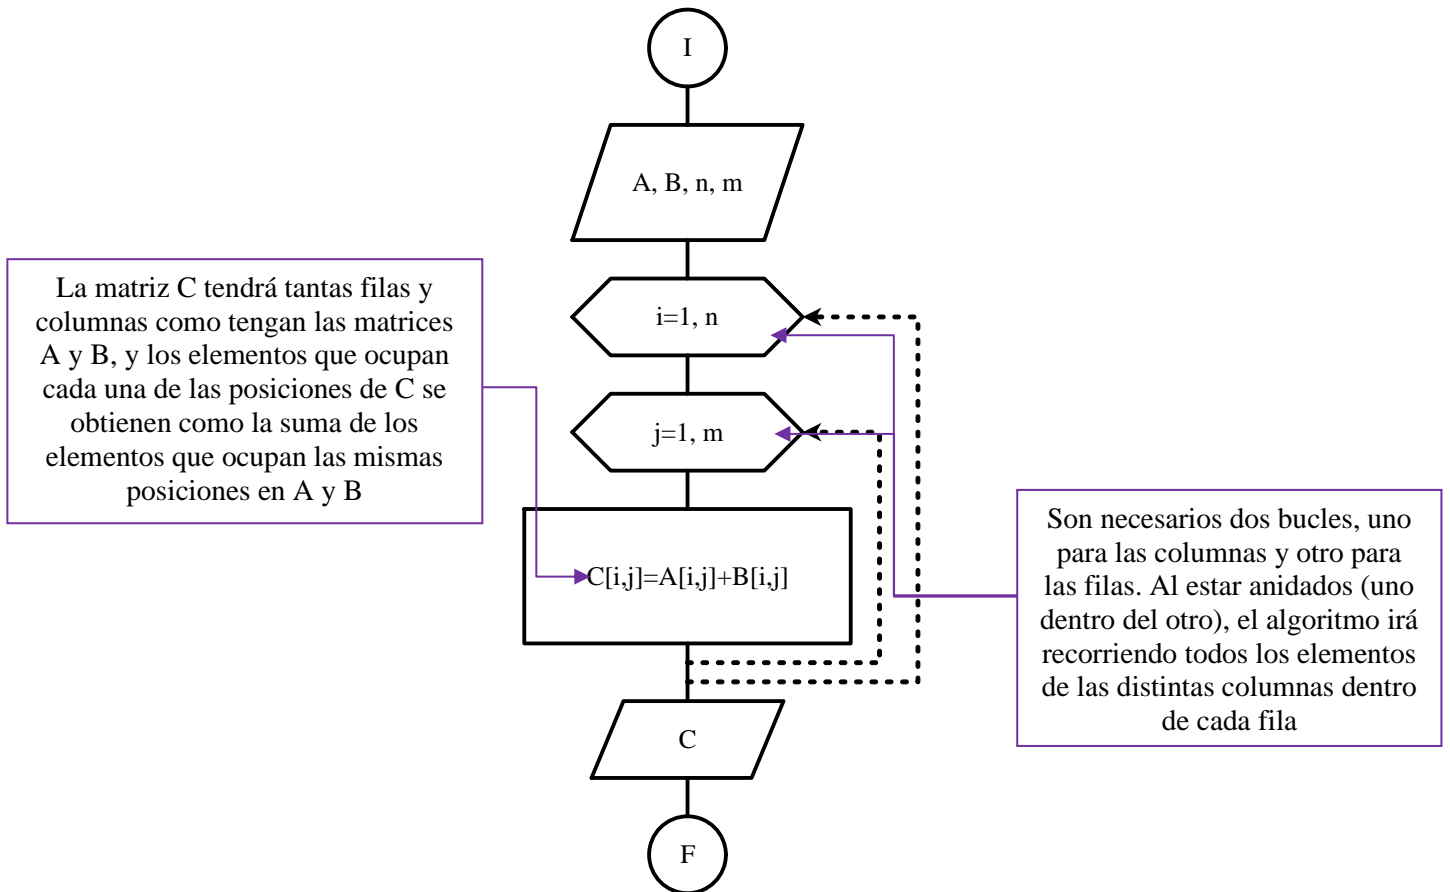 I
A, B, n, m
i=1, n
La matriz C tendrá tantas filas y
columnas como tengan las matrices
A y B, y los elementos que ocupan
cada una de las posiciones de C se
obtienen como la suma de los
elementos que ocupan las mismas
posiciones en A y B
j=1, m
C[i,j]=A[i,j]+B[i,j]
Son necesarios dos bucles, uno
para las columnas y otro para
las filas. Al estar anidados (uno
dentro del otro), el algoritmo irá
recorriendo todos los elementos
de las distintas columnas dentro
de cada fila
C
F